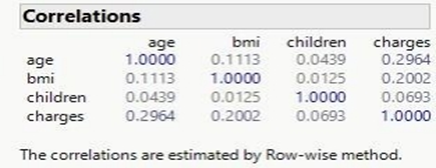 Correlations
age bmi children charges
age 1.0000 0.1113 0.0439 0.2964
bmi 0.1113 1.0000 0.0125 0.2002
children 0.0439 0.0125 1.0000 0.0693
charges 0.2964 0.2002 0.0693 1.0000
The correlations are estimated by Row-wise method.